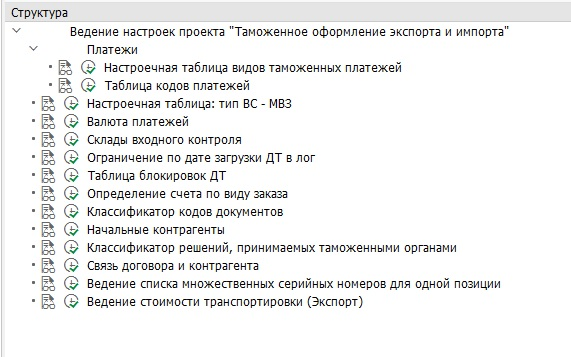 Структура
Ведение настроек проекта "Таможенное оформление экспорта и импорта"
Платежи
Настроечная таблица видов таможенных платежей
Таблица кодов платежей
Настроечная таблица: тип ВС - МВЗ
Валюта платежей
Склады входного контроля
Ограничение по дате загрузки ДТ в лог
Таблица блокировок ДТ
Определение счета по виду заказа
Классификатор кодов документов
Начальные контрагенты
Классификатор решений, принимаемых таможенными органами
Связь договора и контрагента
Ведение списка множественных серийных номеров для одной позиции
Ведение стоимости транспортировки (Экспорт)